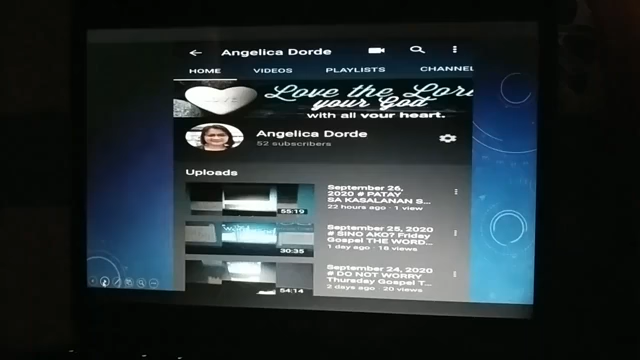 Angelica Dorde
HOME VIDEOS PLAYLISTS CHANNEL
Love the Lord
your God
with all your heart.
Angelica Dorde
52 subscribers
Uploads
September 26,
2020 # PATAY
SA KASALANAN S...
22 hours ago · 1 view
55:19
September 25, 2020
# SINO AKO? Friday
Gospel THE WORD...
1 day ago · 18 views
30:35
September 24, 2020
# DO NOT WORRY
Thursday Gospel T...
2 days ago · 20 views
54:14